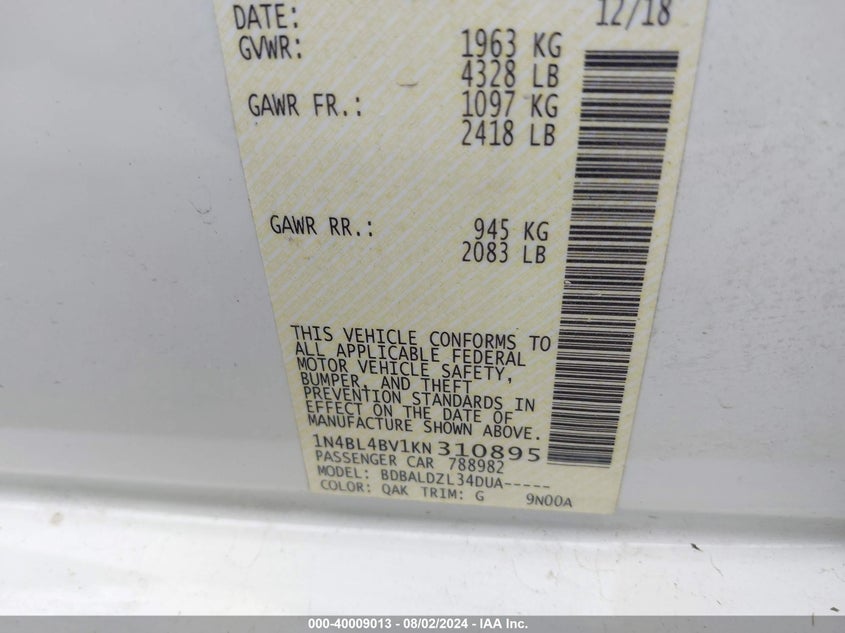 DATE: 12/18
GVWR: 1963 KG
4328 LB
GAWR FR.: 1097 KG
2418 LB
GAWR RR.: 945 KG
2083 LB
THIS VEHICLE CONFORMS TO
ALL APPLICABLE FEDERAL
MOTOR VEHICLE SAFETY,
BUMPER, AND THEFT
PREVENTION STANDARDS IN
EFFECT ON THE DATE OF
MANUFACTURE SHOWN ABOVE.
1N4BL4BV1KN310895
PASSENGER CAR 788982
MODEL: BDBALDZL34DUA-----
COLOR: QAK TRIM: G 9N00A
000-40009013 - 08/02/2024 - IAA Inc.